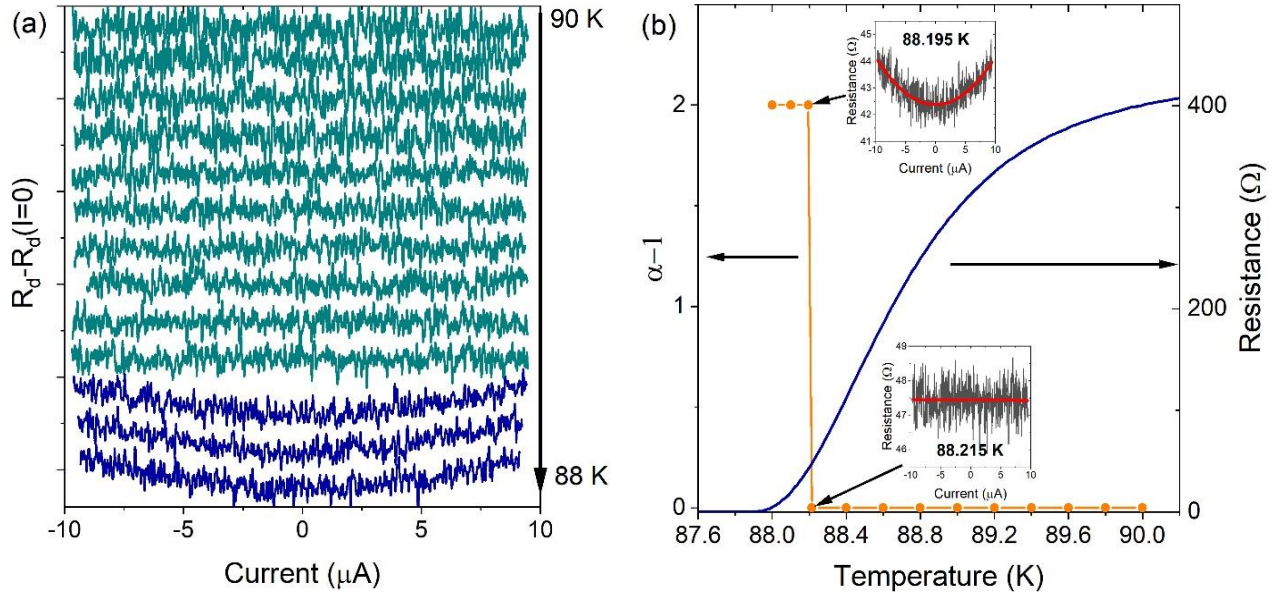 (a)
90 K
88 K
R_d-R_d(I=0)
-10 -5 0 5 10
Current (μA)
(b)
2
1
0
α−1
400
200
0
Resistance (Ω)
87.6 88.0 88.4 88.8 89.2 89.6 90.0
Temperature (K)
88.195 K
45
44
43
42
41
Resistance (Ω)
-10 -5 0 5 10
Current (μA)
49
48
47
46
Resistance (Ω)
88.215 K
-10 -5 0 5 10
Current (μA)